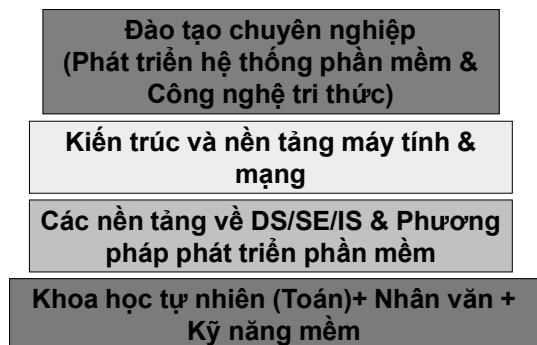 Đào tạo chuyên nghiệp
(Phát triển hệ thống phần mềm &
Công nghệ tri thức)
Kiến trúc và nền tảng máy tính &
mạng
Các nền tảng về DS/SE/IS & Phương
pháp phát triển phần mềm
Khoa học tự nhiên (Toán)+ Nhân văn +
Kỹ năng mềm